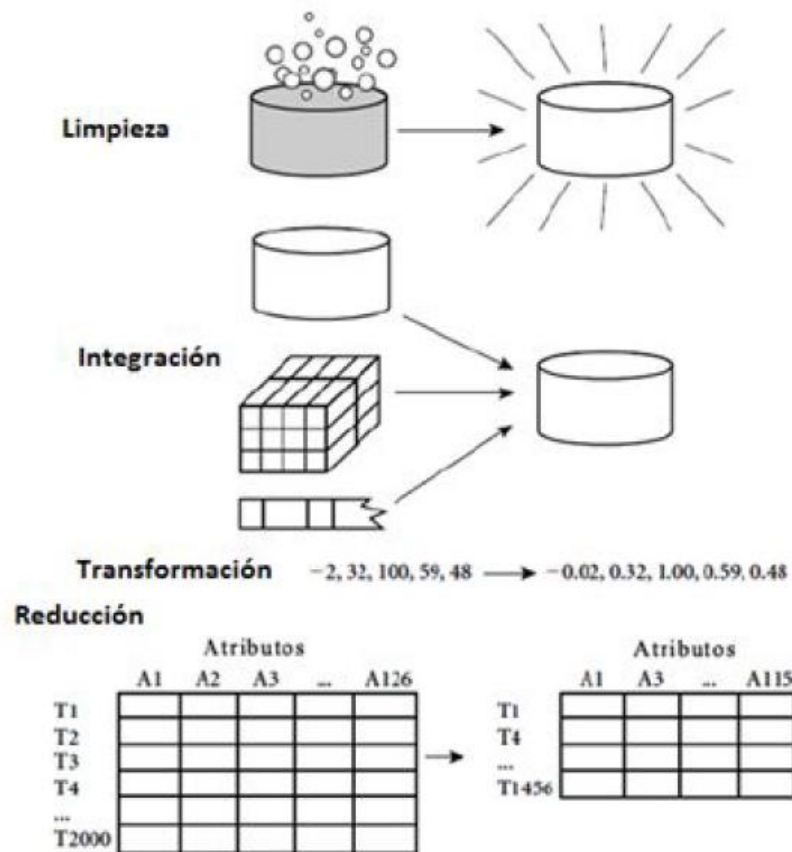 Limpieza
Integración
Transformación −2, 32, 100, 59, 48 −0.02, 0.32, 1.00, 0.59, 0.48
Reducción
Atributos
A1 A2 A3 ... A126
T1
T2
T3
T4
...
T2000
Atributos
A1 A3 ... A115
T1
T4
...
T1456